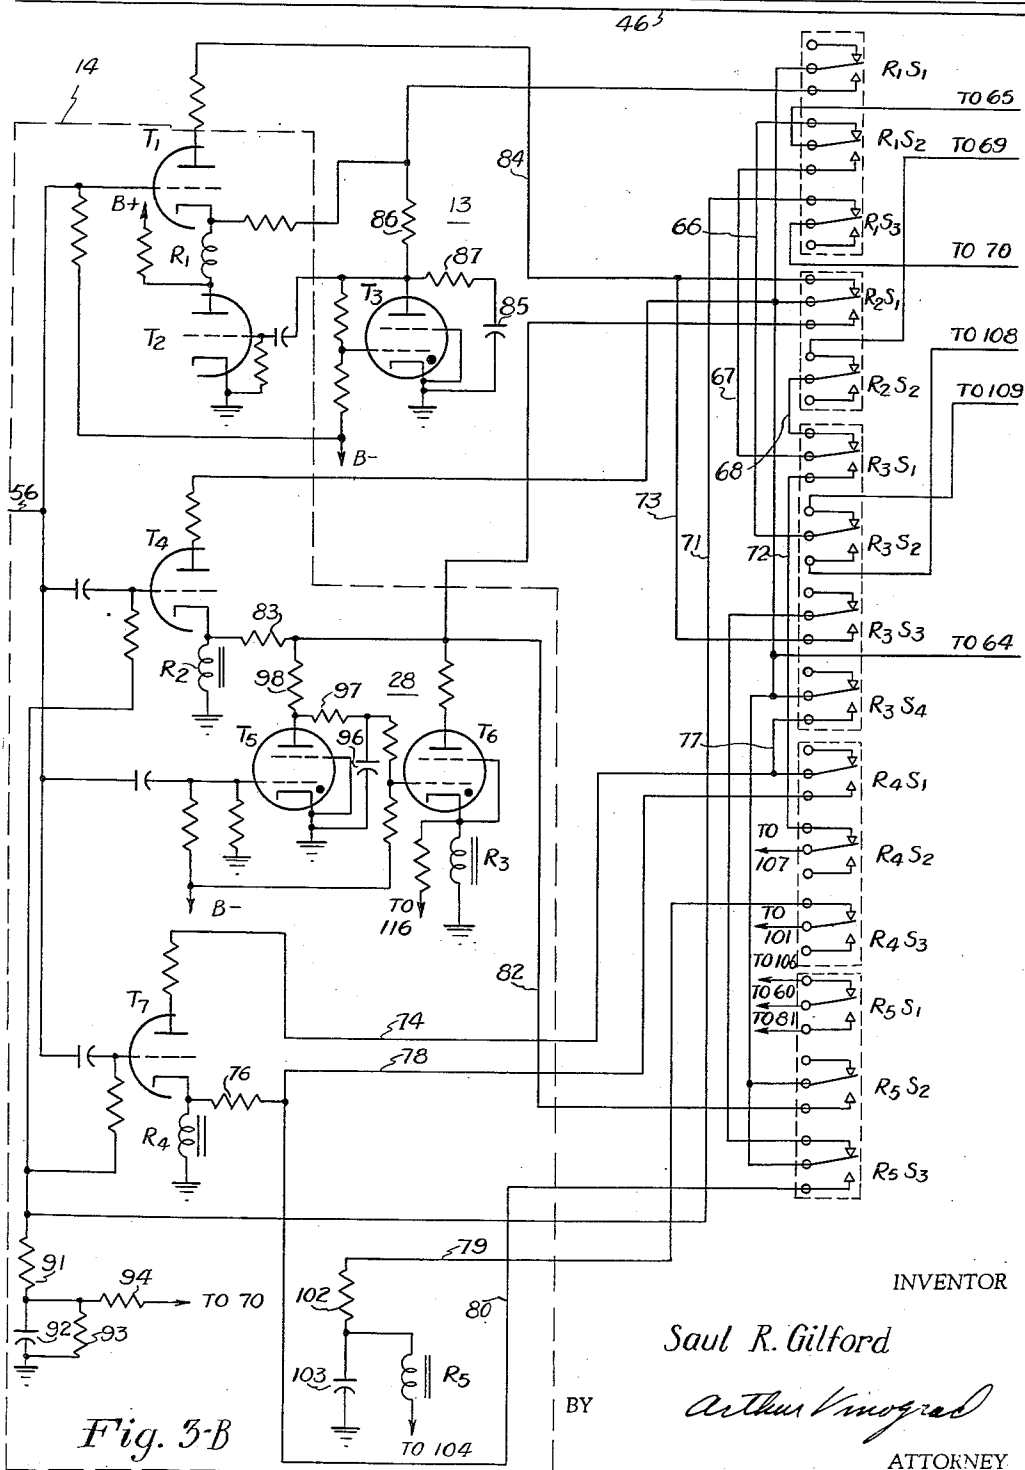 46
14
R1S1
TO 65
T1
R1S2
TO 69
84
B+
86
13
66
R1S3
R1
87
TO 70
T3
85
R2S1
T2
TO 108
67
R2S2
TO 109
B-
68
R3S1
56
73
T4
71
72
R3S2
83
R3S3
R2
98
97
28
TO 64
T5
96
T6
R3S4
77
R4S1
R3
TO
107
R4S2
B-
TO
116
TO
101
R4S3
82
TO 106
T7
TO 60
R5S1
74
TO 81
78
76
R5S2
R4
R5S3
91
79
94
TO 70
102
80
92
93
103
R5
TO 104
INVENTOR
Saul R. Gilford
BY
Arthur Vinograd
ATTORNEY
Fig. 3-B